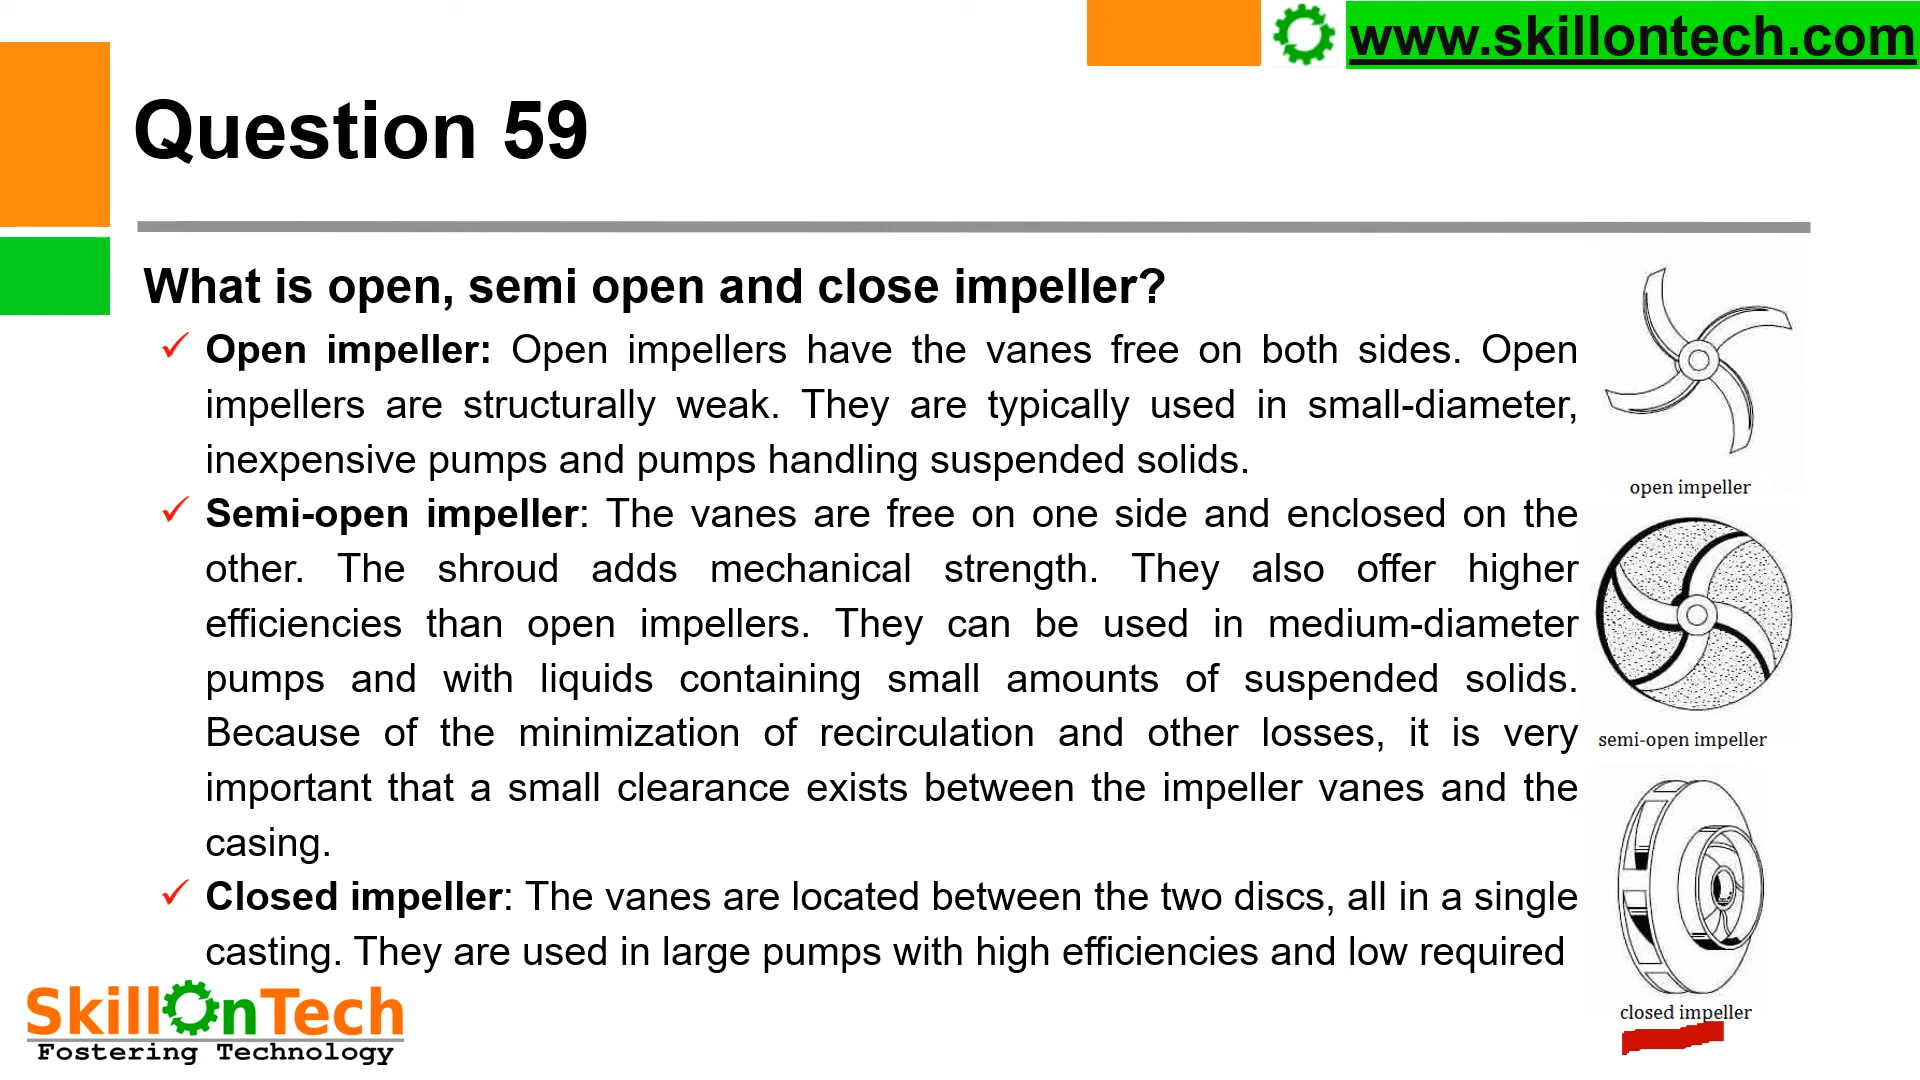 www.skillontech.com
Question 59
What is open, semi open and close impeller?
Open impeller: Open impellers have the vanes free on both sides. Open
impellers are structurally weak. They are typically used in small-diameter,
inexpensive pumps and pumps handling suspended solids.
open impeller
Semi-open impeller: The vanes are free on one side and enclosed on the
other. The shroud adds mechanical strength. They also offer higher
efficiencies than open impellers. They can be used in medium-diameter
pumps and with liquids containing small amounts of suspended solids.
Because of the minimization of recirculation and other losses, it is very
important that a small clearance exists between the impeller vanes and the
casing.
semi-open impeller
Closed impeller: The vanes are located between the two discs, all in a single
casting. They are used in large pumps with high efficiencies and low required
closed impeller
SkillOnTech
Fostering Technology